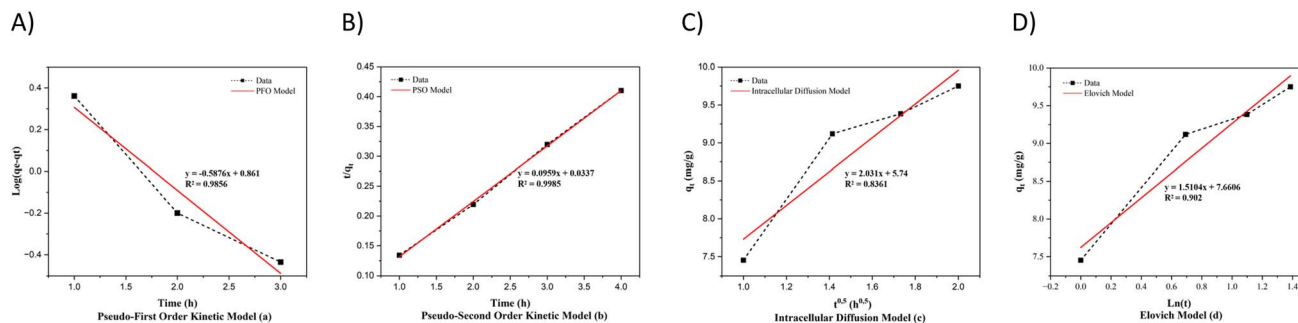 A)
Data
PFO Model
0.4
0.2
0.0
−0.2
−0.4
Log(qe-qt)
y = -0.5876x + 0.861
R² = 0.9856
1.0 1.5 2.0 2.5 3.0
Time (h)
Pseudo-First Order Kinetic Model (a)
B)
Data
PSO Model
0.45
0.40
0.35
0.30
0.25
0.20
0.15
0.10
t/qt
y = 0.0959x + 0.0337
R² = 0.9985
1.0 1.5 2.0 2.5 3.0 3.5 4.0
Time (h)
Pseudo-Second Order Kinetic Model (b)
C)
Data
Intracellular Diffusion Model
10.0
9.5
9.0
8.5
8.0
7.5
qt (mg/g)
y = 2.031x + 5.74
R² = 0.8361
1.0 1.2 1.4 1.6 1.8 2.0
t^0,5 (h^0,5)
Intracellular Diffusion Model (c)
D)
Data
Elovich Model
10.0
9.5
9.0
8.5
8.0
7.5
qt (mg/g)
y = 1.5104x + 7.6606
R² = 0.902
−0.2 0.0 0.2 0.4 0.6 0.8 1.0 1.2 1.4
Ln(t)
Elovich Model (d)